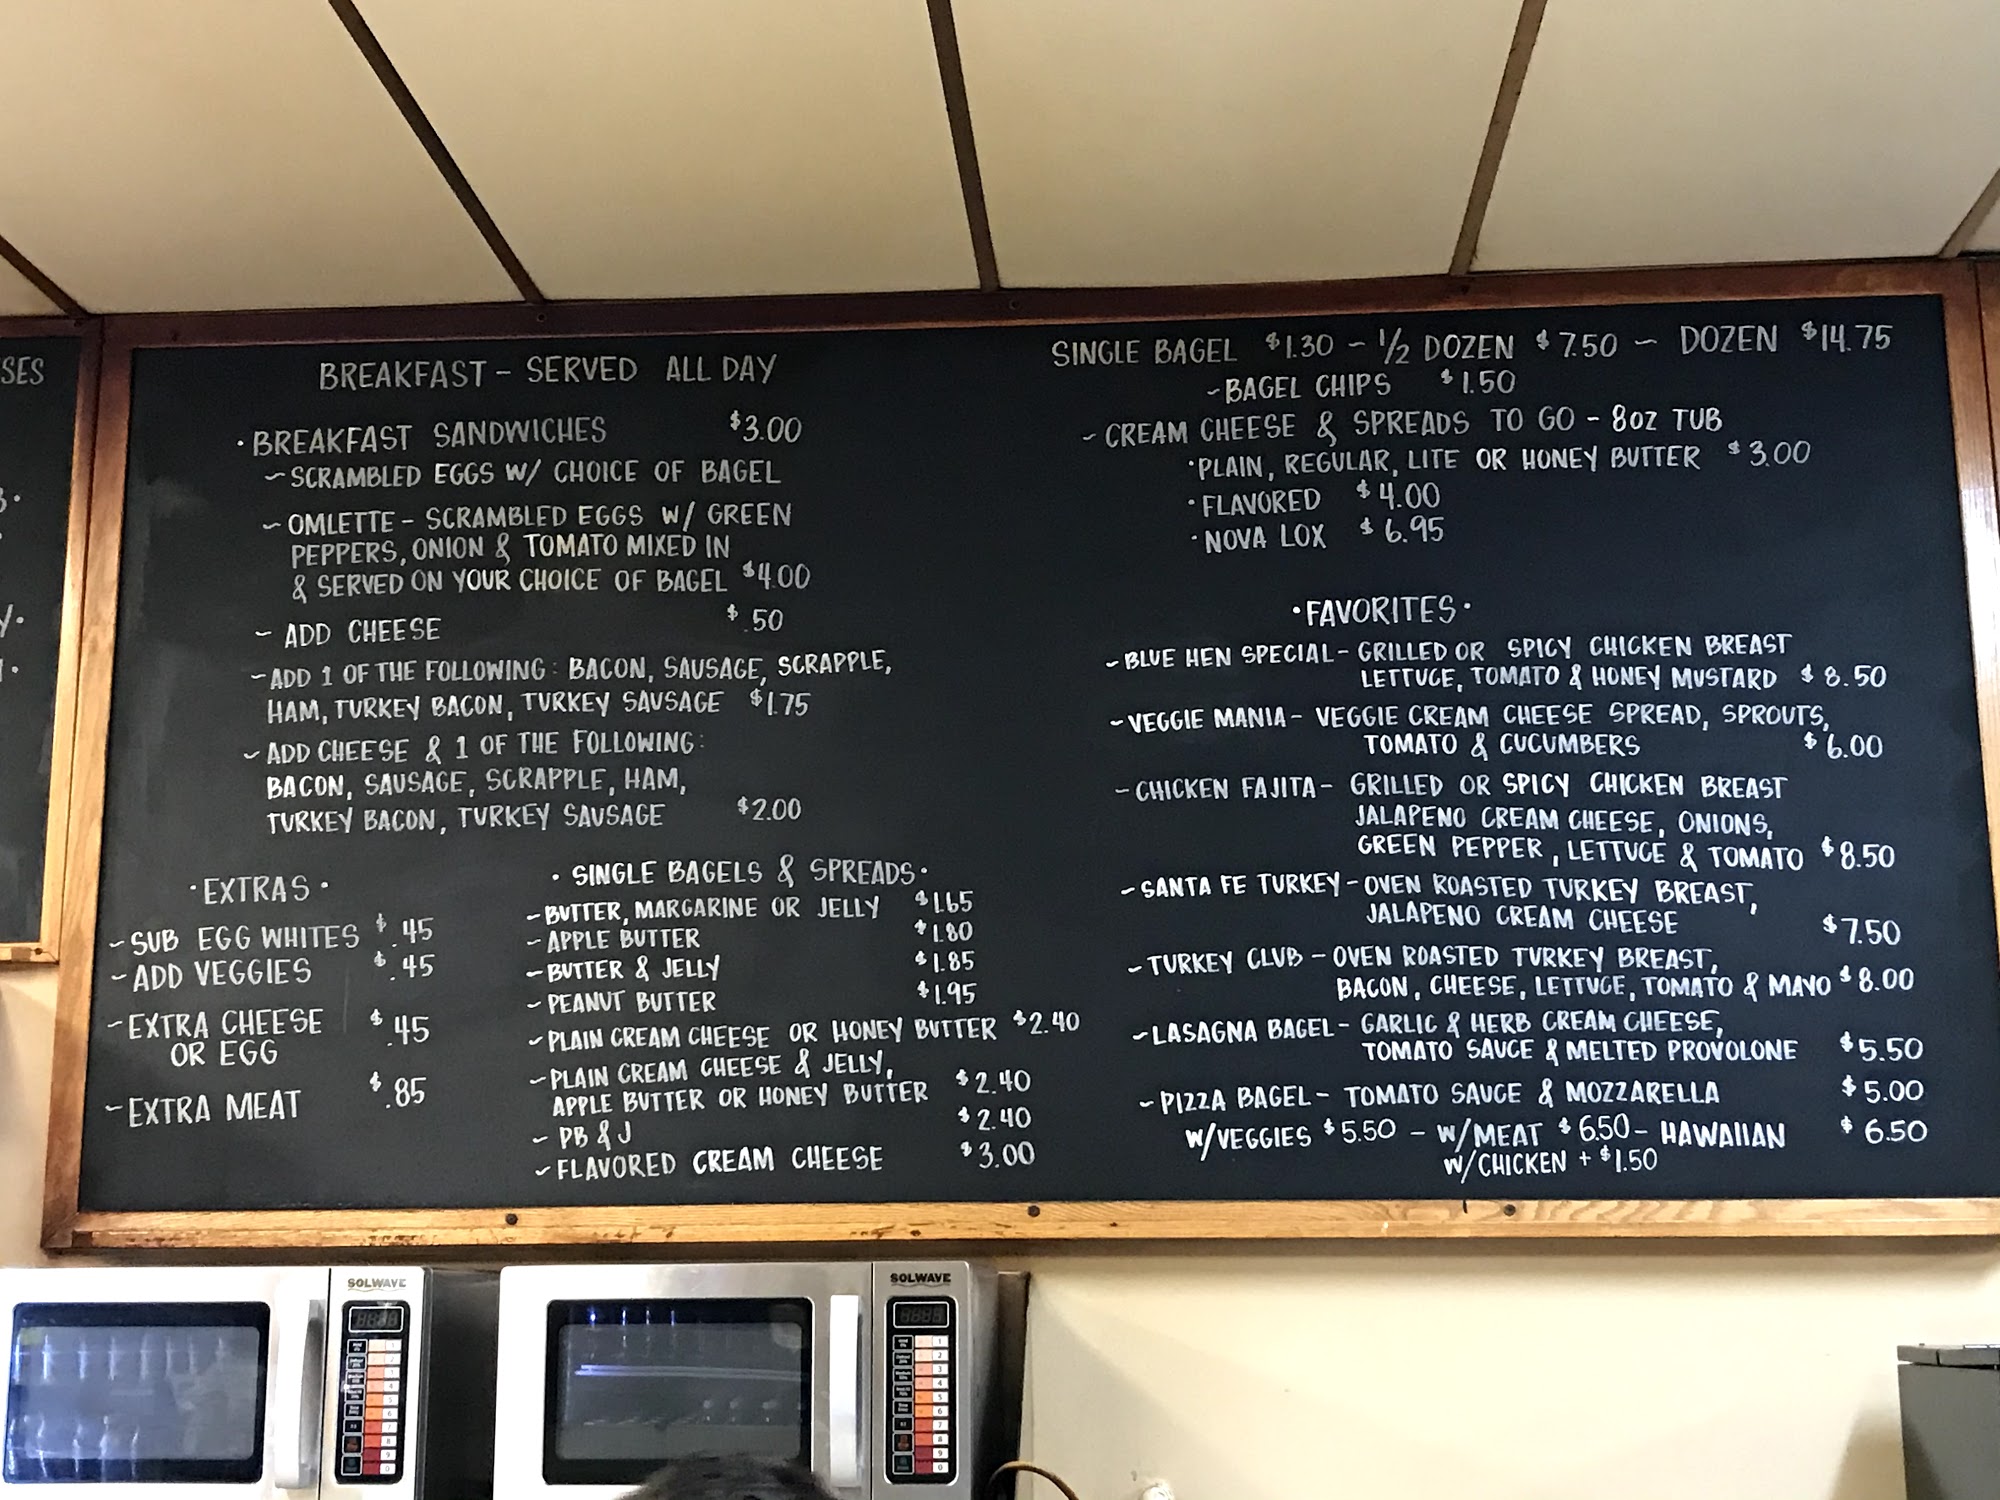 SES
BREAKFAST - SERVED ALL DAY
• BREAKFAST SANDWICHES $3.00
~ SCRAMBLED EGGS W/ CHOICE OF BAGEL
~ OMLETTE - SCRAMBLED EGGS W/ GREEN
PEPPERS, ONION & TOMATO MIXED IN
& SERVED ON YOUR CHOICE OF BAGEL $4.00
~ ADD CHEESE $.50
~ ADD 1 OF THE FOLLOWING: BACON, SAUSAGE, SCRAPPLE,
HAM, TURKEY BACON, TURKEY SAUSAGE $1.75
~ ADD CHEESE & 1 OF THE FOLLOWING:
BACON, SAUSAGE, SCRAPPLE, HAM,
TURKEY BACON, TURKEY SAUSAGE $2.00
• EXTRAS •
~ SUB EGG WHITES $.45
~ ADD VEGGIES $.45
~ EXTRA CHEESE $.45
OR EGG
~ EXTRA MEAT $.85
• SINGLE BAGELS & SPREADS •
~ BUTTER, MARGARINE OR JELLY $1.65
~ APPLE BUTTER $1.80
~ BUTTER & JELLY $1.85
~ PEANUT BUTTER $1.95
~ PLAIN CREAM CHEESE OR HONEY BUTTER $2.40
~ PLAIN CREAM CHEESE & JELLY,
APPLE BUTTER OR HONEY BUTTER $2.40
~ PB & J $2.40
~ FLAVORED CREAM CHEESE $3.00
SINGLE BAGEL $1.30 ~ 1/2 DOZEN $7.50 ~ DOZEN $14.75
~ BAGEL CHIPS $1.50
~ CREAM CHEESE & SPREADS TO GO - 8OZ TUB
• PLAIN, REGULAR, LITE OR HONEY BUTTER $3.00
• FLAVORED $4.00
• NOVA LOX $6.95
• FAVORITES •
~ BLUE HEN SPECIAL - GRILLED OR SPICY CHICKEN BREAST
LETTUCE, TOMATO & HONEY MUSTARD $8.50
~ VEGGIE MANIA - VEGGIE CREAM CHEESE SPREAD, SPROUTS,
TOMATO & CUCUMBERS $6.00
~ CHICKEN FAJITA - GRILLED OR SPICY CHICKEN BREAST
JALAPENO CREAM CHEESE, ONIONS,
GREEN PEPPER, LETTUCE & TOMATO $8.50
~ SANTA FE TURKEY - OVEN ROASTED TURKEY BREAST,
JALAPENO CREAM CHEESE $7.50
~ TURKEY CLUB - OVEN ROASTED TURKEY BREAST,
BACON, CHEESE, LETTUCE, TOMATO & MAYO $8.00
~ LASAGNA BAGEL - GARLIC & HERB CREAM CHEESE,
TOMATO SAUCE & MELTED PROVOLONE $5.50
~ PIZZA BAGEL - TOMATO SAUCE & MOZZARELLA $5.00
W/VEGGIES $5.50 - W/MEAT $6.50 - HAWAIIAN $6.50
W/CHICKEN + $1.50
SOLWAVE
SOLWAVE